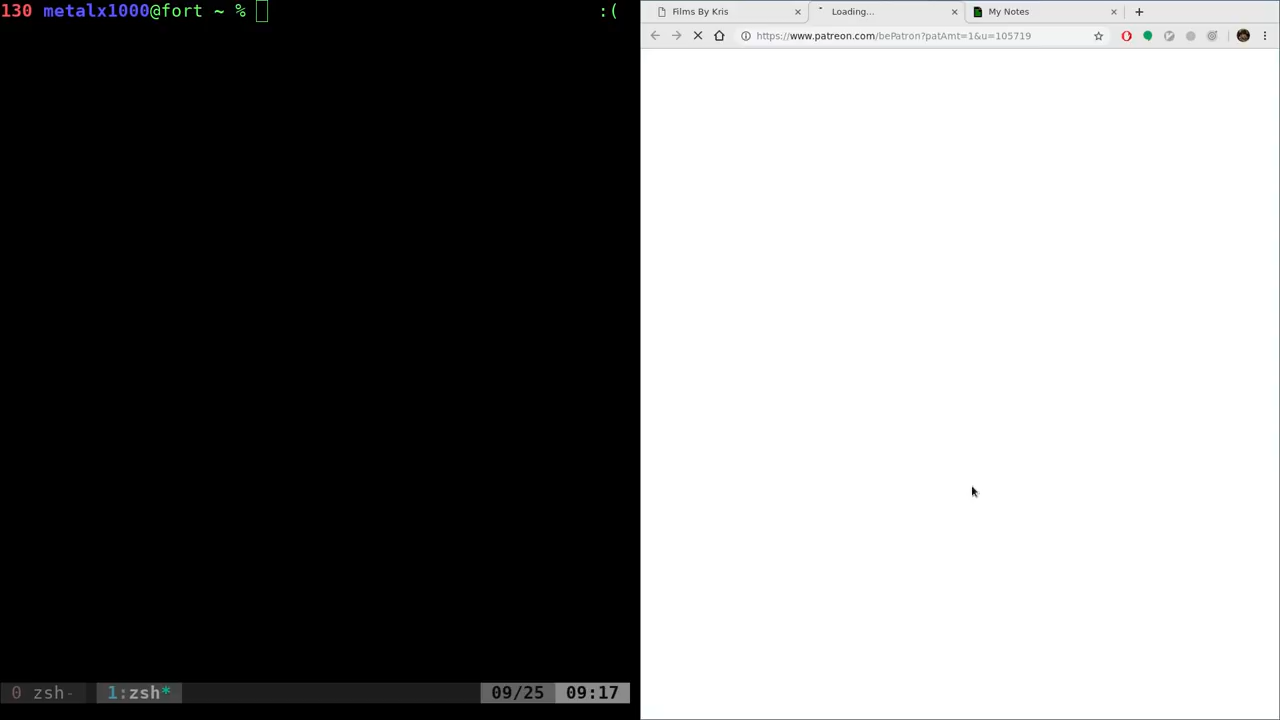 130 metalx1000@fort ~ % :(
0 zsh- 1:zsh* 09/25 09:17
Films By Kris Loading... My Notes
https://www.patreon.com/bePatron?patAmt=1&u=105719